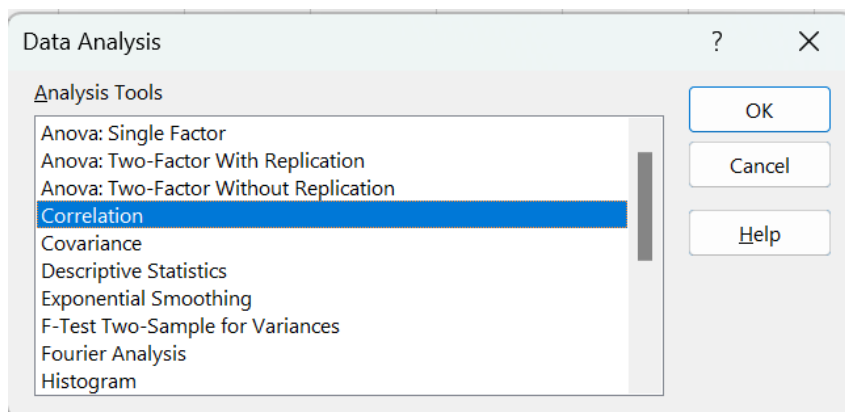 Data Analysis
?
Analysis Tools
Anova: Single Factor
Anova: Two-Factor With Replication
Anova: Two-Factor Without Replication
Correlation
Covariance
Descriptive Statistics
Exponential Smoothing
F-Test Two-Sample for Variances
Fourier Analysis
Histogram
OK
Cancel
Help